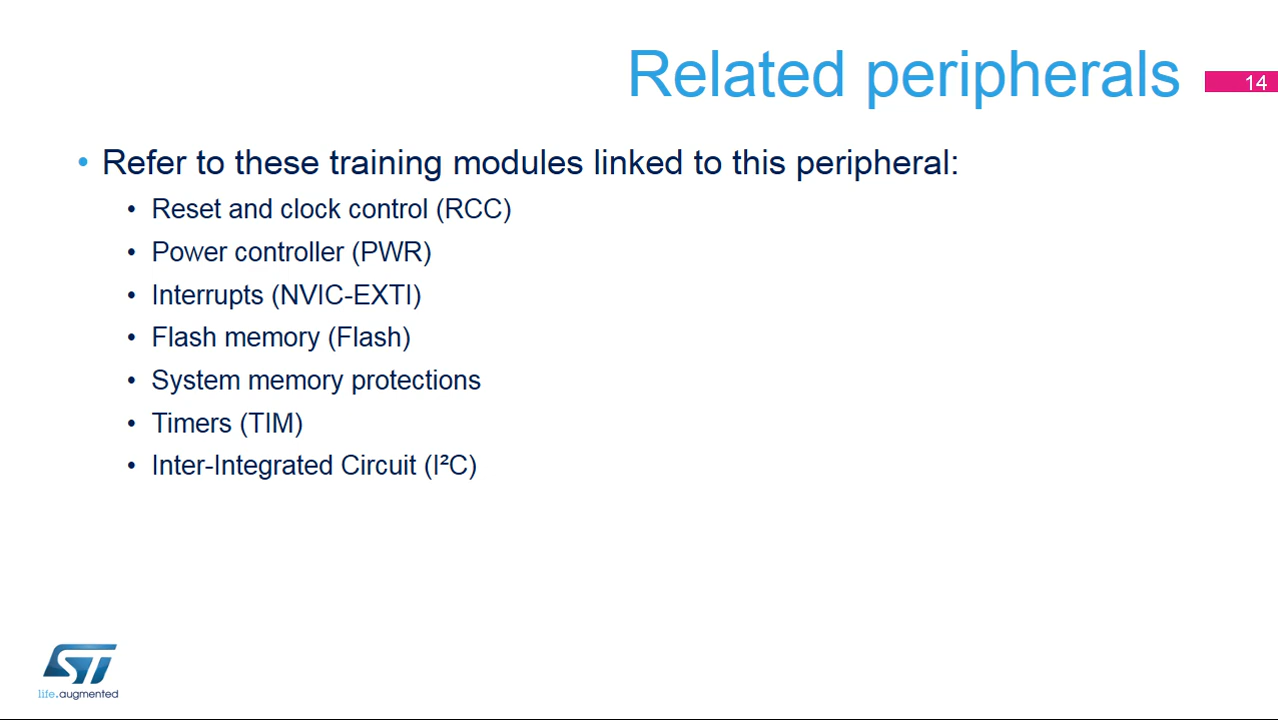 Related peripherals
14
• Refer to these training modules linked to this peripheral:
• Reset and clock control (RCC)
• Power controller (PWR)
• Interrupts (NVIC-EXTI)
• Flash memory (Flash)
• System memory protections
• Timers (TIM)
• Inter-Integrated Circuit (I²C)
ST
life.augmented